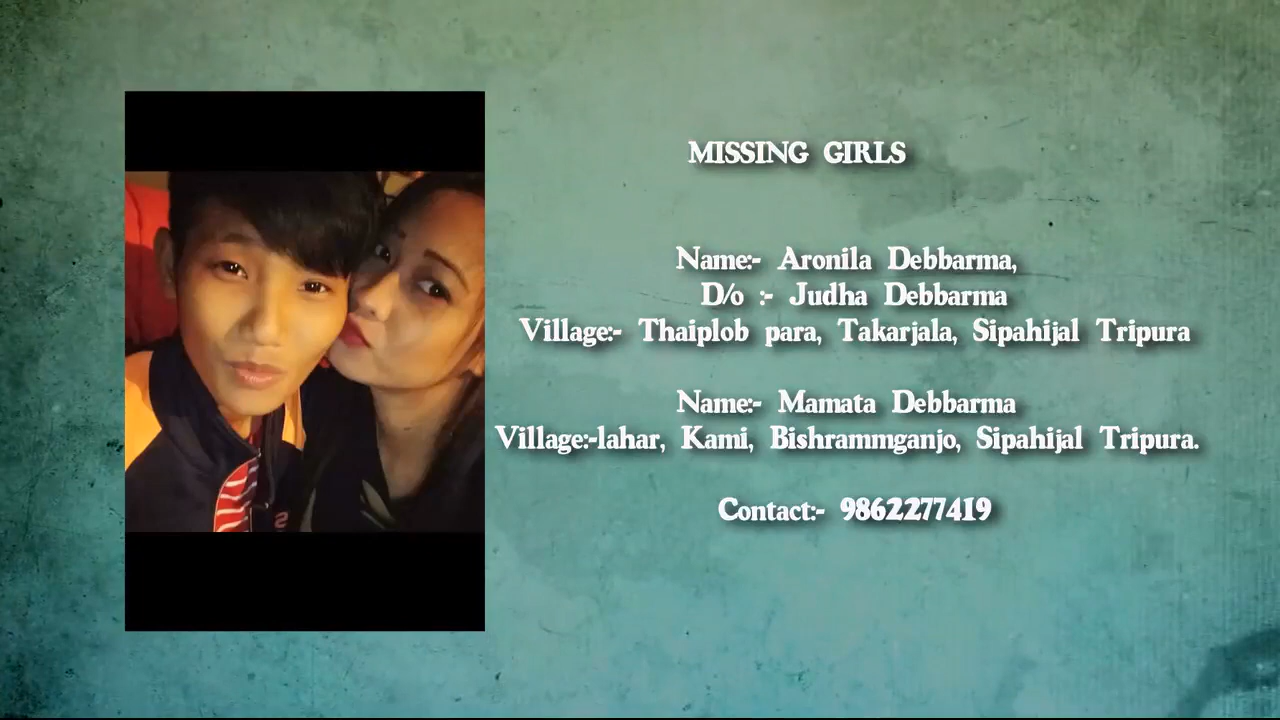 MISSING GIRLS
Name:- Aronila Debbarma,
D/o :- Judha Debbarma
Village:- Thaiplob para, Takarjala, Sipahijal Tripura
Name:- Mamata Debbarma
Village:-lahar, Kami, Bishrammganjo, Sipahijal Tripura.
Contact:- 9862277419